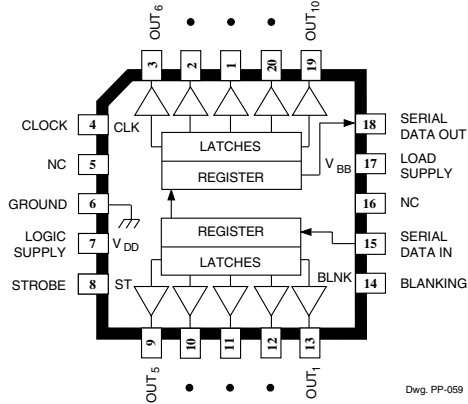 OUT6
OUT10
3
2
1
20
19
CLOCK
4
CLK
NC
5
GROUND
6
LOGIC
SUPPLY
7
VDD
STROBE
8
ST
LATCHES
REGISTER
REGISTER
LATCHES
18
SERIAL
DATA OUT
VBB
17
LOAD
SUPPLY
16
NC
15
SERIAL
DATA IN
BLNK
14
BLANKING
9
10
11
12
13
OUT5
OUT1
Dwg. PP-059